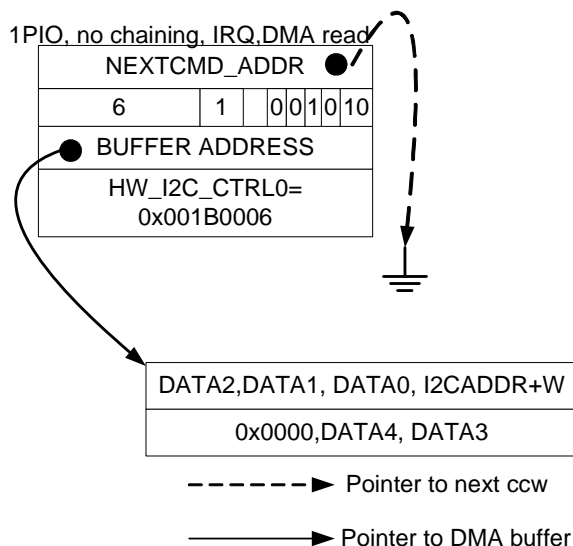 1PIO, no chaining, IRQ,DMA read
NEXTCMD_ADDR
6 1 0 0 1 0 10
BUFFER ADDRESS
HW_I2C_CTRL0=
0x001B0006
DATA2,DATA1, DATA0, I2CADDR+W
0x0000,DATA4, DATA3
Pointer to next ccw
Pointer to DMA buffer